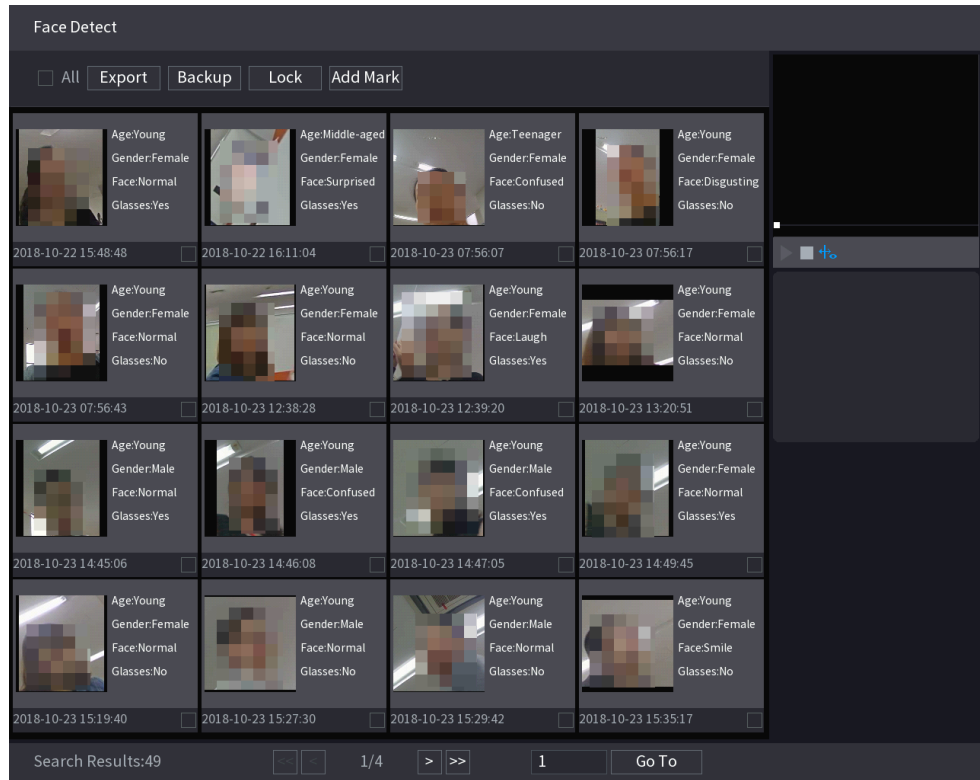 Face Detect
All Export Backup Lock Add Mark
Age:Young
Gender:Female
Face:Normal
Glasses:Yes
2018-10-22 15:48:48
Age:Middle-aged
Gender:Female
Face:Surprised
Glasses:Yes
2018-10-22 16:11:04
Age:Teenager
Gender:Female
Face:Confused
Glasses:No
2018-10-23 07:56:07
Age:Young
Gender:Female
Face:Disgusting
Glasses:No
2018-10-23 07:56:17
Age:Young
Gender:Female
Face:Normal
Glasses:No
2018-10-23 07:56:43
Age:Young
Gender:Female
Face:Normal
Glasses:No
2018-10-23 12:38:28
Age:Young
Gender:Female
Face:Laugh
Glasses:Yes
2018-10-23 12:39:20
Age:Young
Gender:Female
Face:Normal
Glasses:No
2018-10-23 13:20:51
Age:Young
Gender:Male
Face:Normal
Glasses:Yes
2018-10-23 14:45:06
Age:Young
Gender:Male
Face:Confused
Glasses:Yes
2018-10-23 14:46:08
Age:Young
Gender:Male
Face:Confused
Glasses:Yes
2018-10-23 14:47:05
Age:Young
Gender:Female
Face:Normal
Glasses:Yes
2018-10-23 14:49:45
Age:Young
Gender:Female
Face:Normal
Glasses:No
2018-10-23 15:19:40
Age:Young
Gender:Male
Face:Normal
Glasses:No
2018-10-23 15:27:30
Age:Young
Gender:Male
Face:Normal
Glasses:No
2018-10-23 15:29:42
Age:Young
Gender:Female
Face:Smile
Glasses:No
2018-10-23 15:35:17
Search Results:49 << < 1/4 > >> 1 Go To